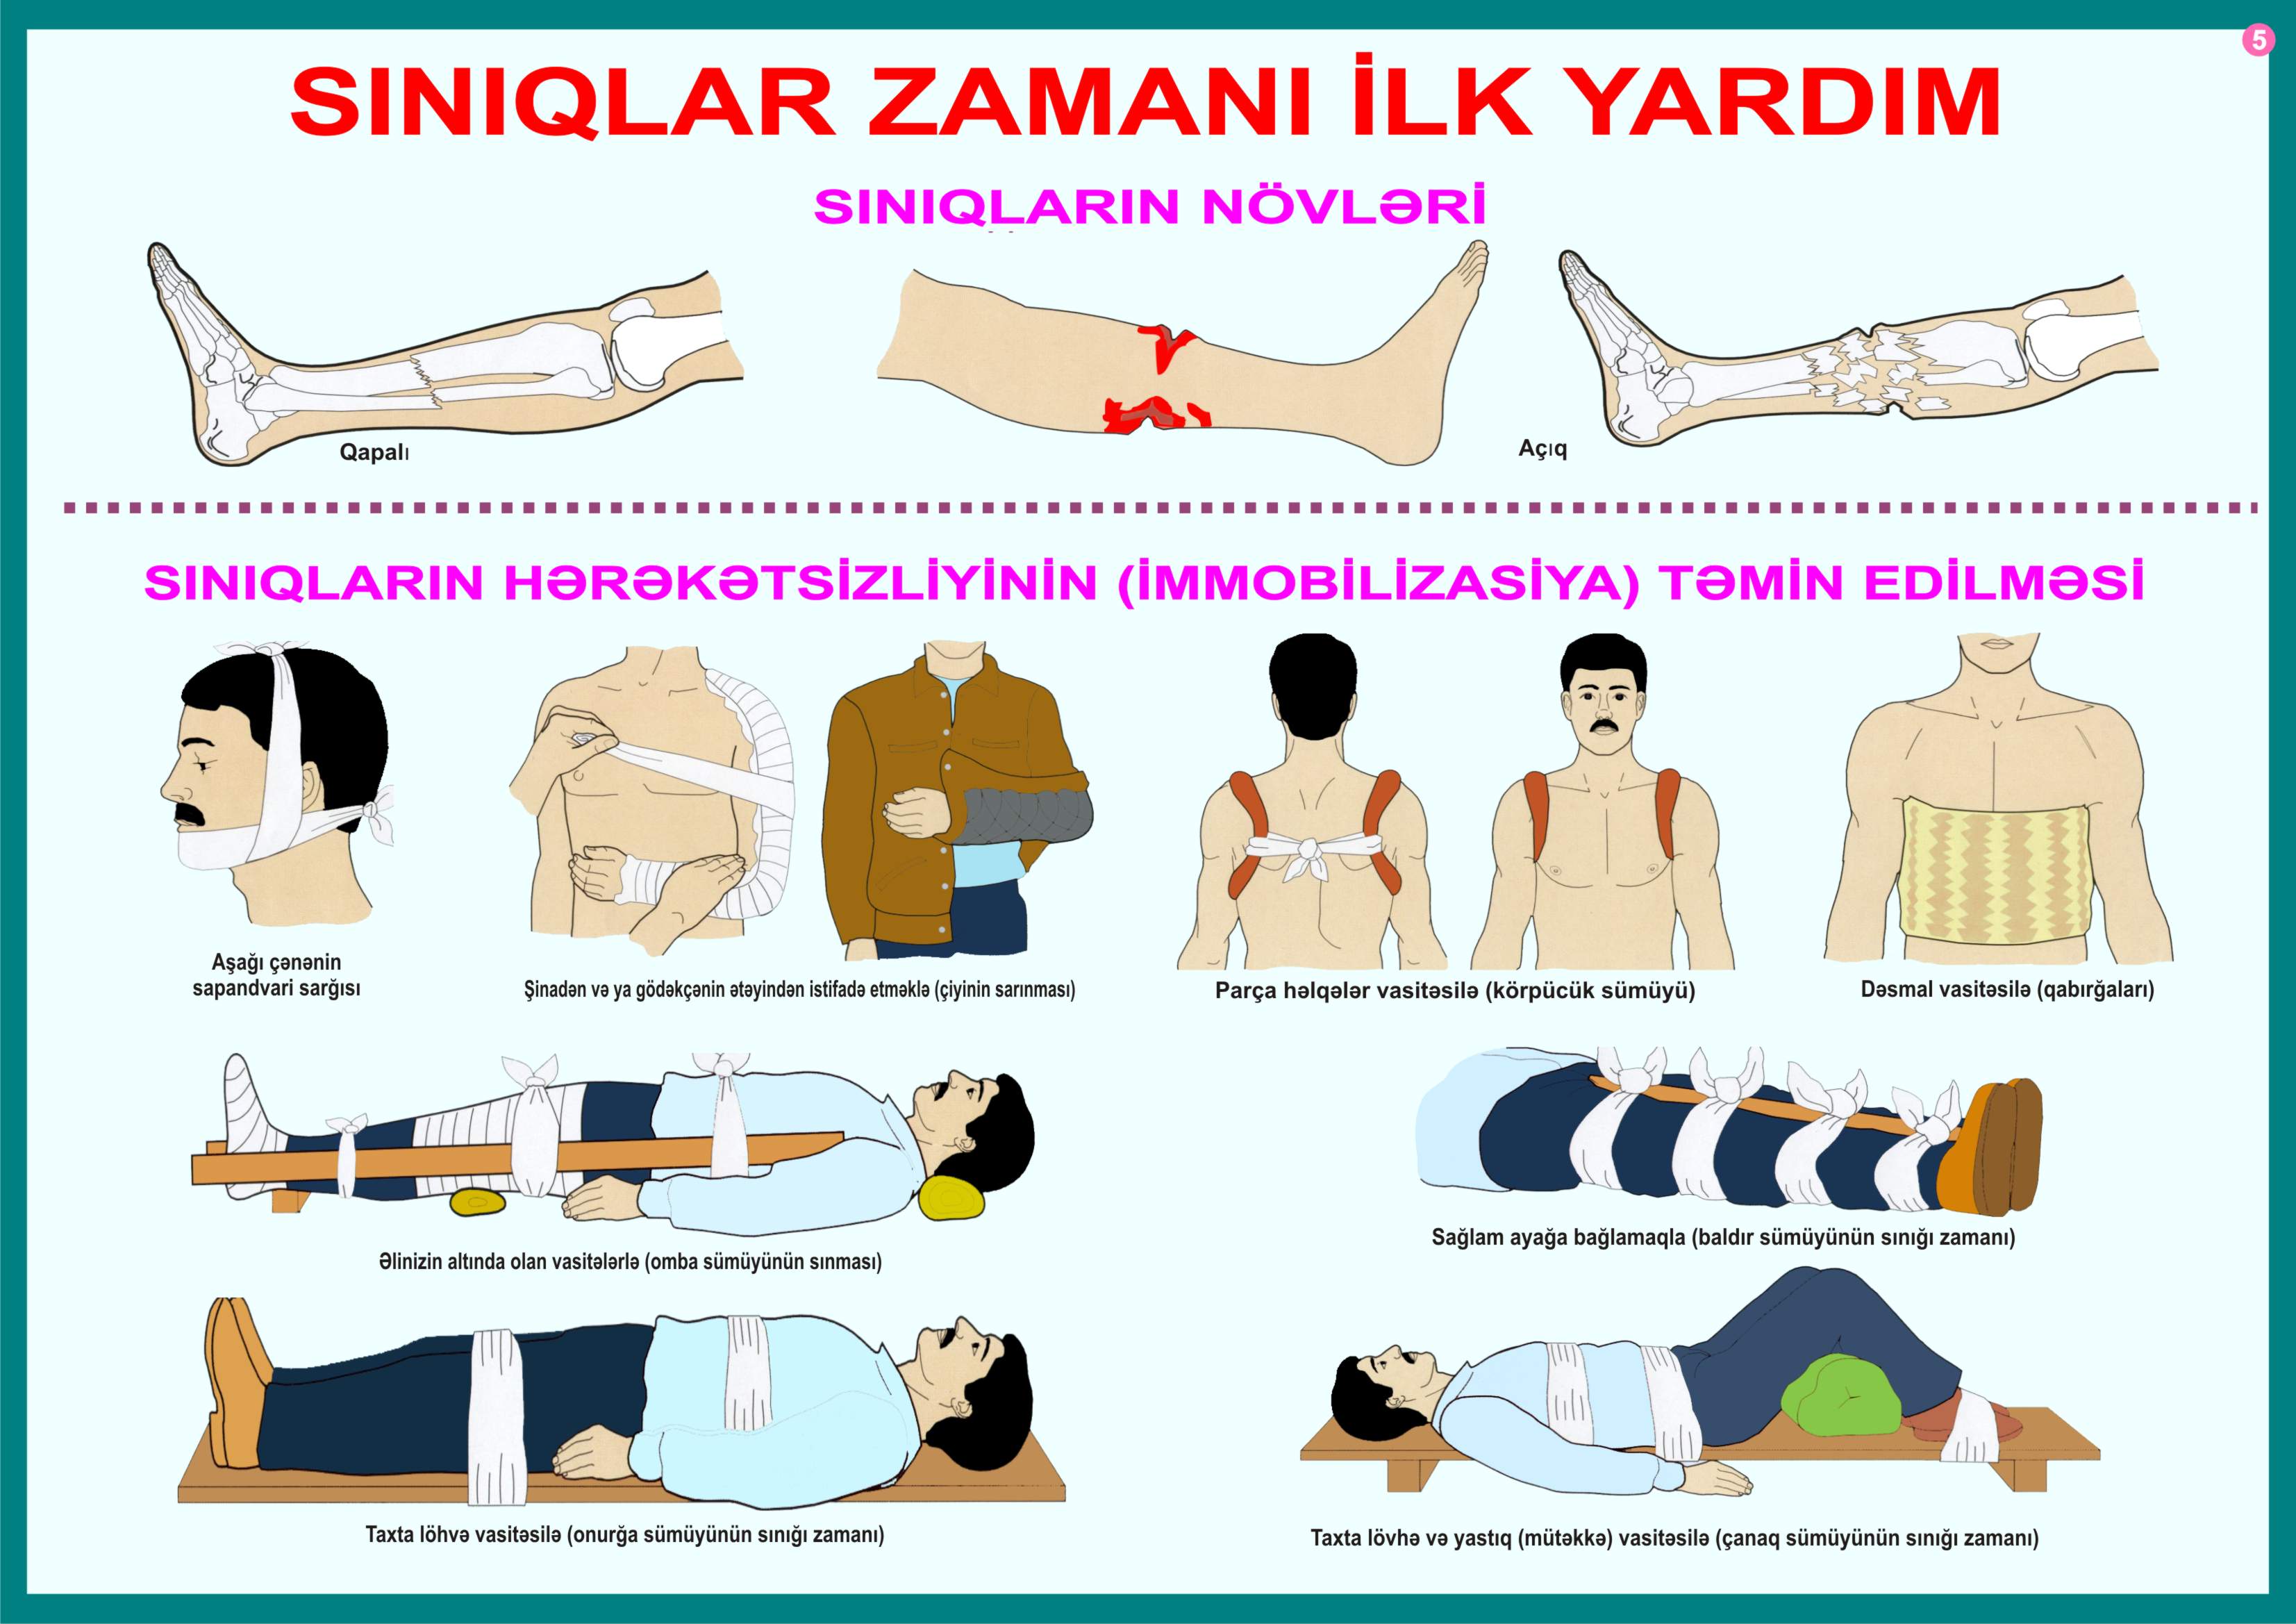 5
SINIQLAR ZAMANI İLK YARDIM
SINIQLARIN NÖVLƏRİ
Qapalı
Açıq
SINIQLARIN HƏRƏKƏTSİZLİYİNİN (İMMOBİLİZASİYA) TƏMİN EDİLMƏSİ
Aşağı çənənin
sapandvari sarğısı
Şinadən və ya gödəkçənin ətəyindən istifadə etməklə (çiyinin sarınması)
Parça həlqələr vasitəsilə (körpücük sümüyü)
Dəsmal vasitəsilə (qabırğaları)
Əlinizin altında olan vasitələrlə (omba sümüyünün sınması)
Sağlam ayağa bağlamaqla (baldır sümüyünün sınığı zamanı)
Taxta löhvə vasitəsilə (onurğa sümüyünün sınığı zamanı)
Taxta lövhə və yastıq (mütəkkə) vasitəsilə (çanaq sümüyünün sınığı zamanı)